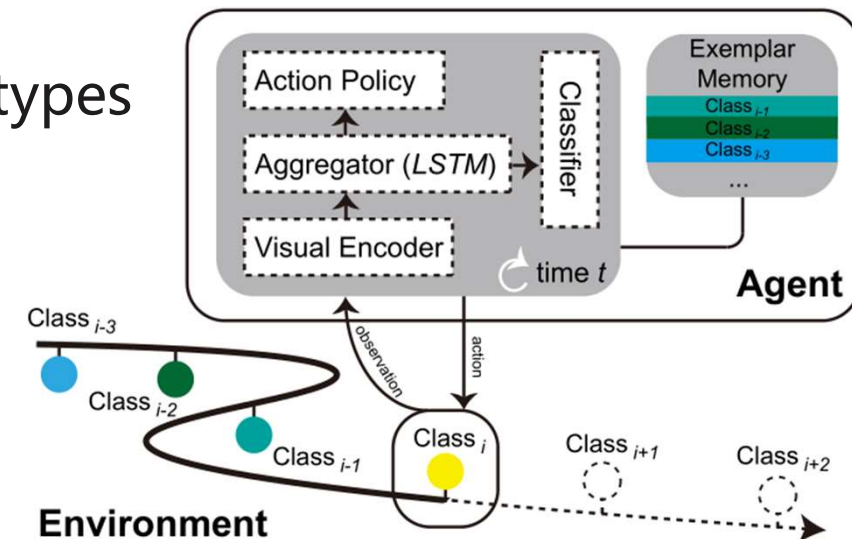 types
Action Policy
Aggregator (LSTM)
Visual Encoder
Classifier
time t
Exemplar
Memory
Class i-1
Class i-2
Class i-3
...
Agent
observation
action
Class i-3
Class i-2
Class i-1
Class i
Class i+1
Class i+2
Environment